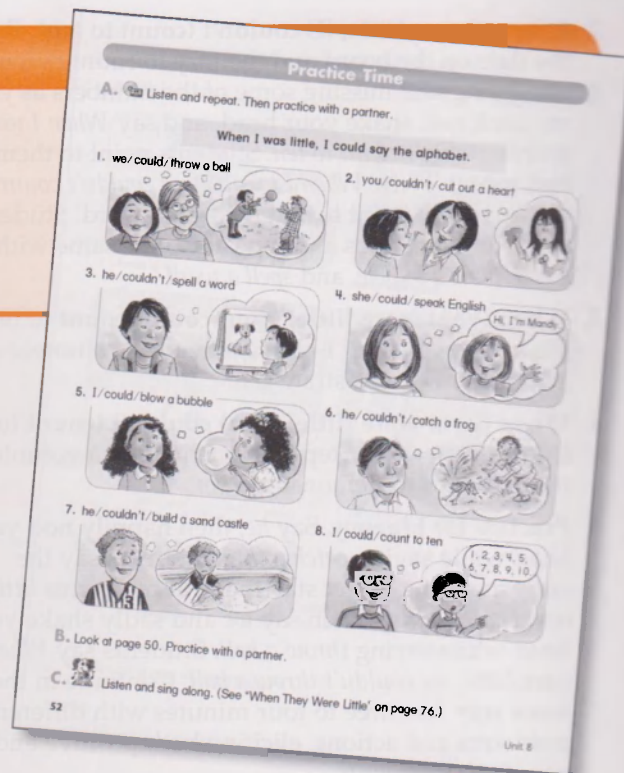 Practice Time
A. Listen and repeat. Then practice with a partner.
When I was little, I could say the alphabet.
1. we/could/throw a ball
2. you/couldn't/cut out a heart
3. he/couldn't/spell a word
?
4. she/could/speak English
Hi, I'm Mandy.
5. I/could/blow a bubble
6. he/couldn't/catch a frog
7. he/couldn't/build a sand castle
8. I/could/count to ten
1, 2, 3, 4, 5,
6, 7, 8, 9, 10.
B. Look at page 50. Practice with a partner.
C. Listen and sing along. (See "When They Were Little' on page 76.)
52
Unit 8